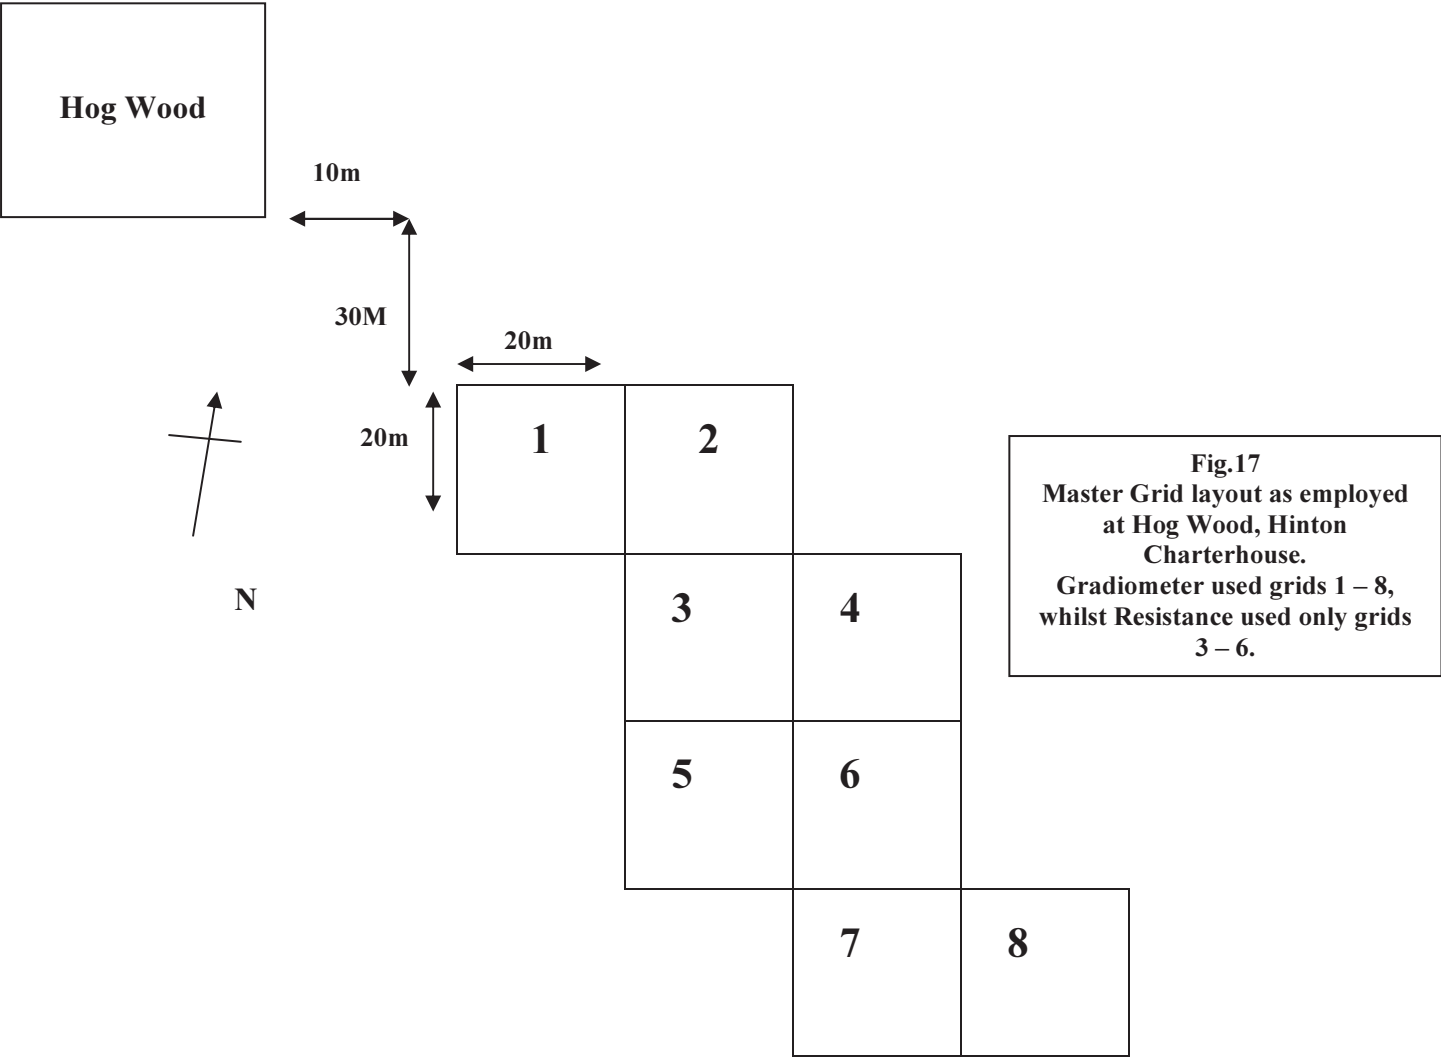 Hog Wood
10m
30M
20m
20m
1
2
3
4
5
6
7
8
N
Fig.17
Master Grid layout as employed
at Hog Wood, Hinton
Charterhouse.
Gradiometer used grids 1 – 8,
whilst Resistance used only grids
3 – 6.